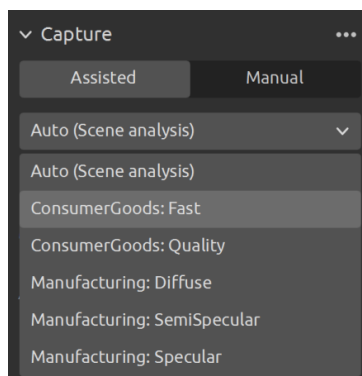 Capture
Assisted Manual
Auto (Scene analysis)
Auto (Scene analysis)
ConsumerGoods: Fast
ConsumerGoods: Quality
Manufacturing: Diffuse
Manufacturing: SemiSpecular
Manufacturing: Specular